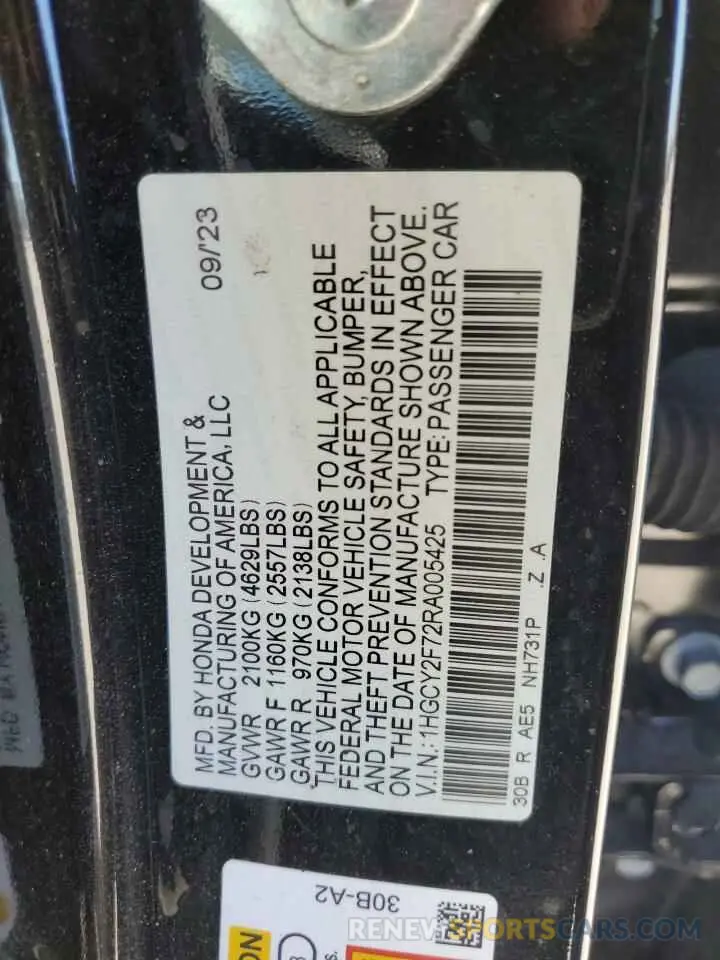 MFD. BY HONDA DEVELOPMENT &
MANUFACTURING OF AMERICA, LLC 09/'23
GVWR 2100KG (4629LBS)
GAWR F 1160KG (2557LBS)
GAWR R 970KG (2138LBS)
THIS VEHICLE CONFORMS TO ALL APPLICABLE
FEDERAL MOTOR VEHICLE SAFETY, BUMPER,
AND THEFT PREVENTION STANDARDS IN EFFECT
ON THE DATE OF MANUFACTURE SHOWN ABOVE.
V.I.N.: 1HGCY2F72RA005425 TYPE: PASSENGER CAR
30B R AE5 NH731P .Z .A
30B-A2
RENEWSPORTSCARS.COM